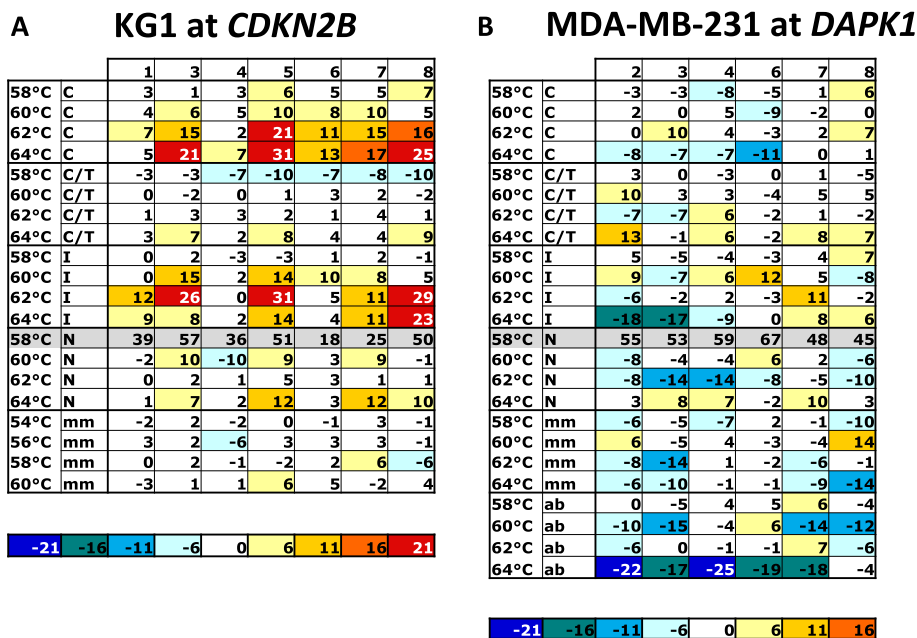 A KG1 at CDKN2B
1 3 4 5 6 7 8
58°C C 3 1 3 6 5 5 7
60°C C 4 6 5 10 8 10 5
62°C C 7 15 2 21 11 15 16
64°C C 5 21 7 31 13 17 25
58°C C/T -3 -3 -7 -10 -7 -8 -10
60°C C/T 0 -2 0 1 3 2 -2
62°C C/T 1 3 3 2 1 4 1
64°C C/T 3 7 2 8 4 4 9
58°C I 0 2 -3 -3 1 2 -1
60°C I 0 15 2 14 10 8 5
62°C I 12 26 0 31 5 11 29
64°C I 9 8 2 14 4 11 23
58°C N 39 57 36 51 18 25 50
60°C N -2 10 -10 9 3 9 -1
62°C N 0 2 1 5 3 1 1
64°C N 1 7 2 12 3 12 10
54°C mm -2 2 -2 0 -1 3 -1
56°C mm 3 2 -6 3 3 3 -1
58°C mm 0 2 -1 -2 2 6 -6
60°C mm -3 1 1 6 5 -2 4
-21 -16 -11 -6 0 6 11 16 21
B MDA-MB-231 at DAPK1
2 3 4 6 7 8
58°C C -3 -3 -8 -5 1 6
60°C C 2 0 5 -9 -2 0
62°C C 0 10 4 -3 2 7
64°C C -8 -7 -7 -11 0 1
58°C C/T 3 0 -3 0 1 -5
60°C C/T 10 3 3 -4 5 5
62°C C/T -7 -7 6 -2 1 -2
64°C C/T 13 -1 6 -2 8 7
58°C I 5 -5 -4 -3 4 7
60°C I 9 -7 6 12 5 -8
62°C I -6 -2 2 -3 11 -2
64°C I -18 -17 -9 0 8 6
58°C N 55 53 59 67 48 45
60°C N -8 -4 -4 6 2 -6
62°C N -8 -14 -14 -8 -5 -10
64°C N 3 8 7 -2 10 3
58°C mm -6 -5 -7 2 -1 -10
60°C mm 6 -5 4 -3 -4 14
62°C mm -8 -14 1 -2 -6 -1
64°C mm -6 -10 -1 -1 -9 -14
58°C ab 0 -5 4 5 6 -4
60°C ab -10 -15 -4 6 -14 -12
62°C ab -6 0 -1 -1 7 -6
64°C ab -22 -17 -25 -19 -18 -4
-21 -16 -11 -6 0 6 11 16